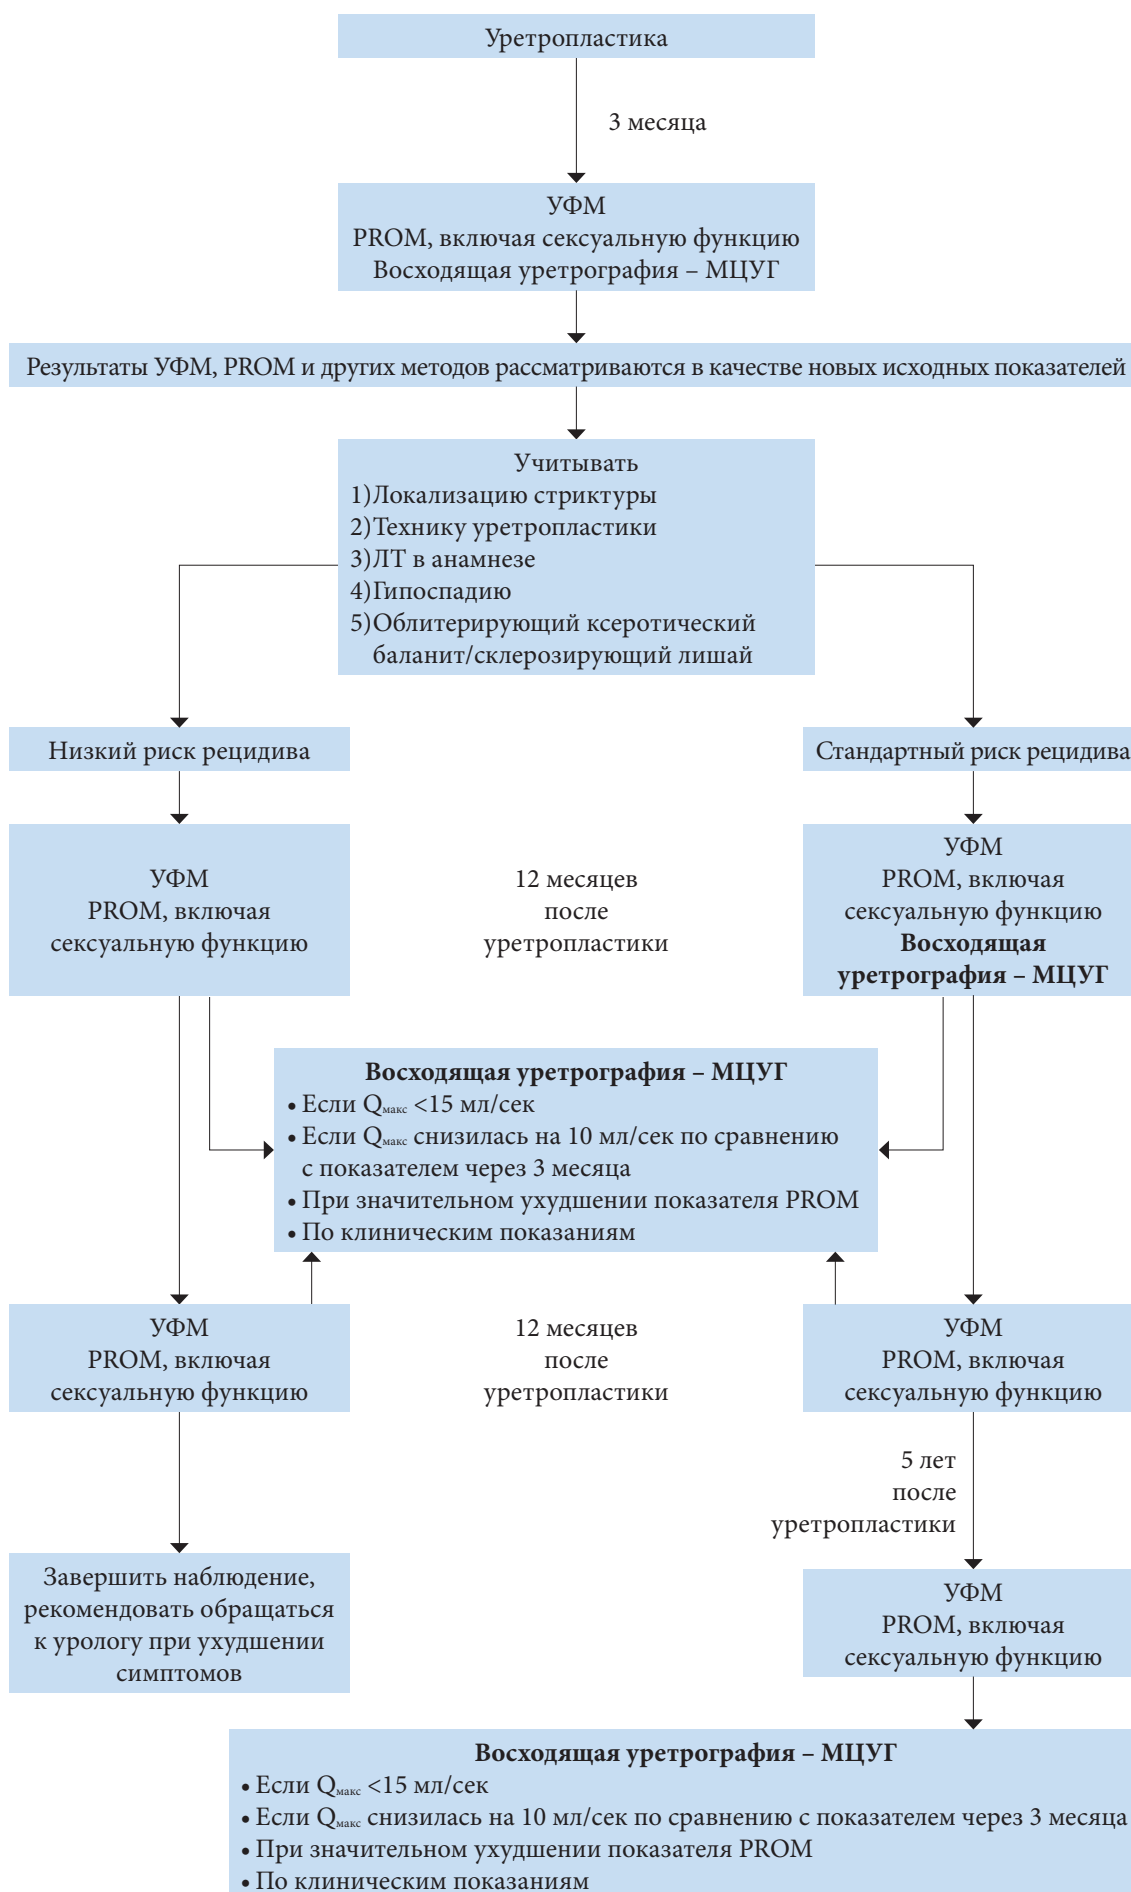 Уретропластика
3 месяца
УФМ
PROM, включая сексуальную функцию
Восходящая уретрография – МЦУГ
Результаты УФМ, PROM и других методов рассматриваются в качестве новых исходных показателей
Учитывать
1)Локализацию стриктуры
2)Технику уретропластики
3)ЛТ в анамнезе
4)Гипоспадию
5)Облитерирующий ксеротический
баланит/склерозирующий лишай
Низкий риск рецидива
Стандартный риск рецидива
УФМ
PROM, включая
сексуальную функцию
12 месяцев
после
уретропластики
УФМ
PROM, включая
сексуальную функцию
Восходящая
уретрография – МЦУГ
Восходящая уретрография – МЦУГ
• Если Qмакс <15 мл/сек
• Если Qмакс снизилась на 10 мл/сек по сравнению
с показателем через 3 месяца
• При значительном ухудшении показателя PROM
• По клиническим показаниям
УФМ
PROM, включая
сексуальную функцию
12 месяцев
после
уретропластики
УФМ
PROM, включая
сексуальную функцию
5 лет
после
уретропластики
Завершить наблюдение,
рекомендовать обращаться
к урологу при ухудшении
симптомов
УФМ
PROM, включая
сексуальную функцию
Восходящая уретрография – МЦУГ
• Если Qмакс <15 мл/сек
• Если Qмакс снизилась на 10 мл/сек по сравнению с показателем через 3 месяца
• При значительном ухудшении показателя PROM
• По клиническим показаниям